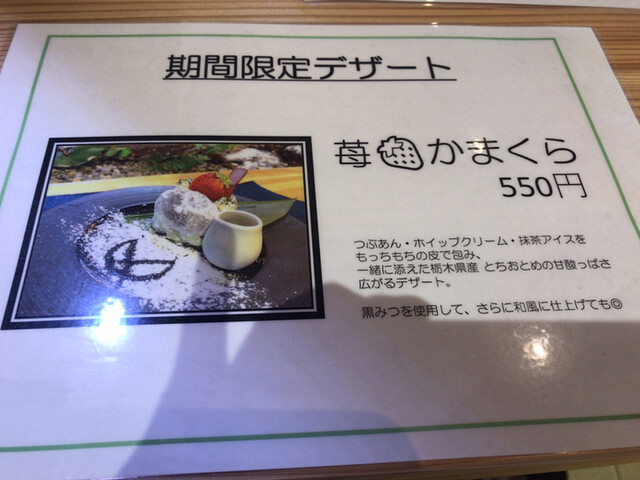 期間限定デザート
苺かまくら
550円
つぶあん・ホイップクリーム・抹茶アイスを
もっちもちの皮で包み、
一緒に添えた栃木県産 とちおとめの甘酸っぱさ
広がるデザート。
黒みつを使用して、さらに和風に仕上げても◎